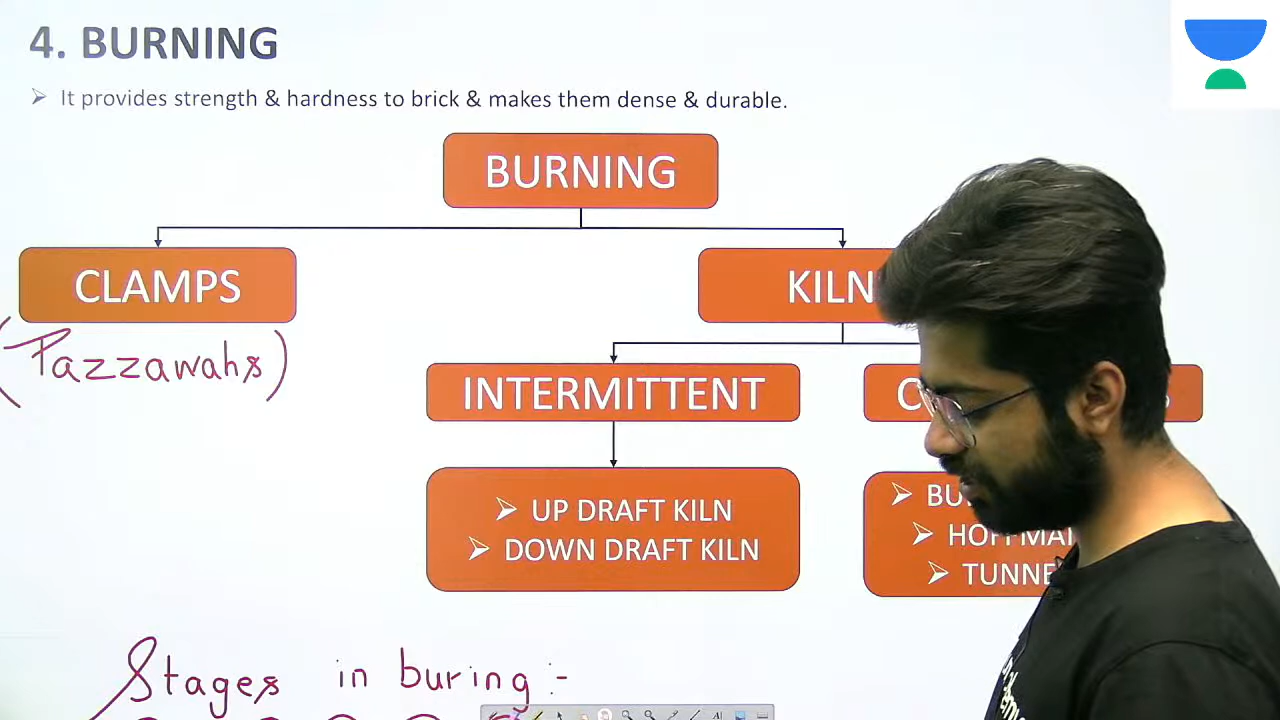 4. BURNING
➢ It provides strength & hardness to brick & makes them dense & durable.
BURNING
CLAMPS
KILN
(Pazzawahs)
INTERMITTENT
➢ UP DRAFT KILN
➢ DOWN DRAFT KILN
Stages in buring :-